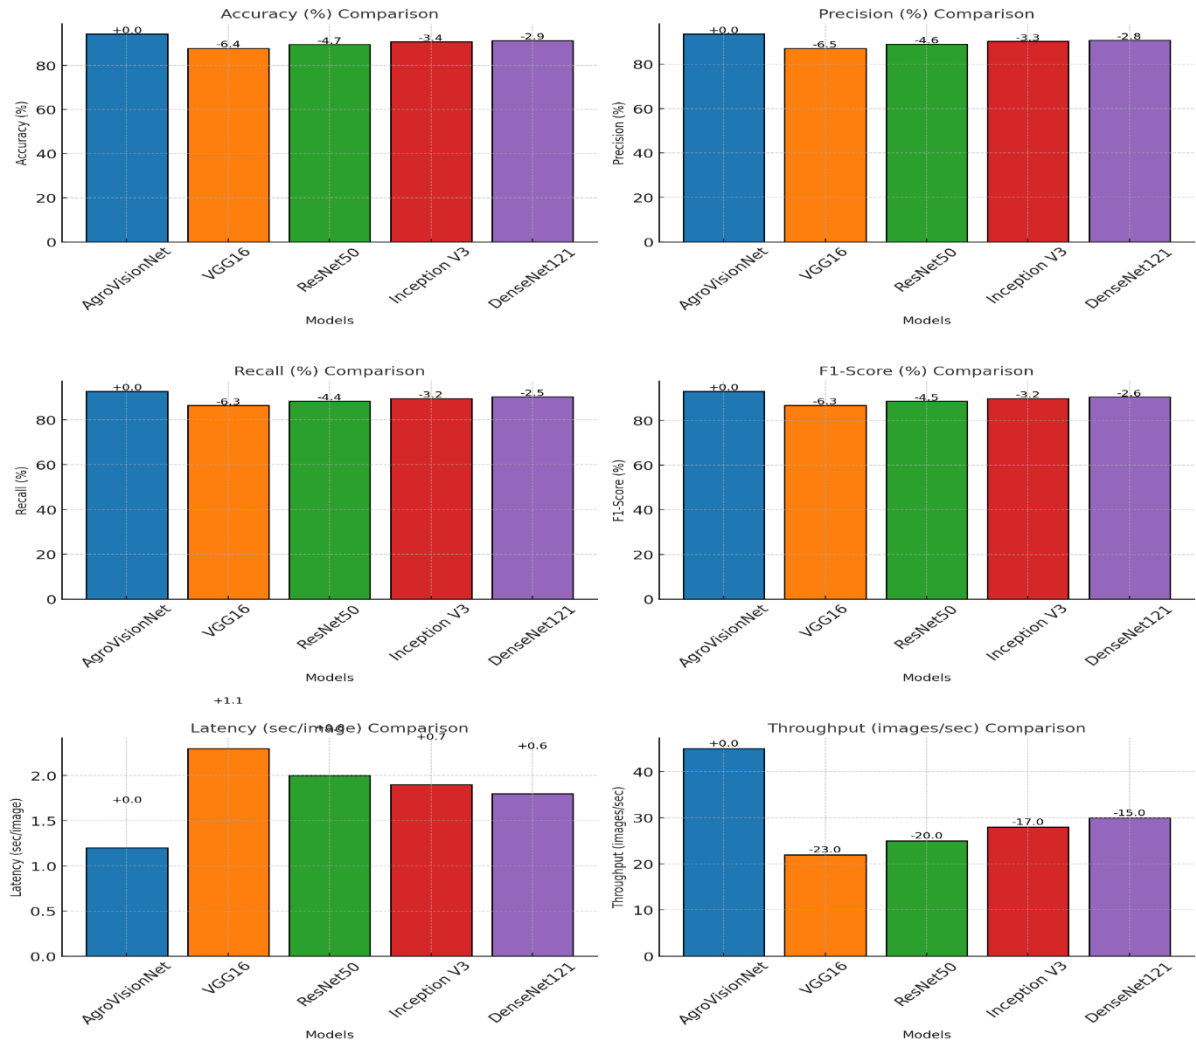 Accuracy (%) Comparison
+0.0
-6.4
-4.7
-3.4
-2.9
80
60
40
20
0
Accuracy (%)
AgroVisionNet
VGG16
ResNet50
Inception V3
DenseNet121
Models
Precision (%) Comparison
+0.0
-6.5
-4.6
-3.3
-2.8
80
60
40
20
0
Precision (%)
AgroVisionNet
VGG16
ResNet50
Inception V3
DenseNet121
Models
Recall (%) Comparison
+0.0
-6.3
-4.4
-3.2
-2.5
80
60
40
20
0
Recall (%)
AgroVisionNet
VGG16
ResNet50
Inception V3
DenseNet121
Models
F1-Score (%) Comparison
+0.0
-6.3
-4.5
-3.2
-2.6
80
60
40
20
0
F1-Score (%)
AgroVisionNet
VGG16
ResNet50
Inception V3
DenseNet121
Models
+1.1
Latency (sec/image) Comparison
+0.7
+0.6
+0.0
2.0
1.5
1.0
0.5
0.0
Latency (sec/image)
AgroVisionNet
VGG16
ResNet50
Inception V3
DenseNet121
Models
Throughput (images/sec) Comparison
+0.0
-23.0
-20.0
-17.0
-15.0
40
30
20
10
0
Throughput (images/sec)
AgroVisionNet
VGG16
ResNet50
Inception V3
DenseNet121
Models